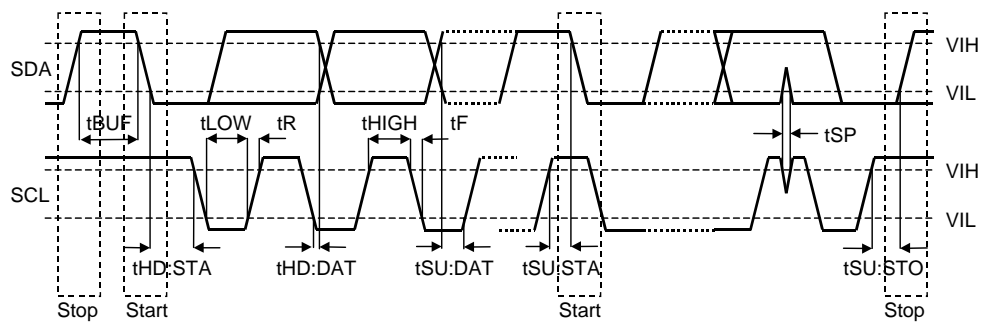 VIH
SDA
VIL
tBUF
tLOW
tR
tHIGH
tF
tSP
VIH
SCL
VIL
tHD:STA
tHD:DAT
tSU:DAT
tSU:STA
tSU:STO
Stop
Start
Start
Stop